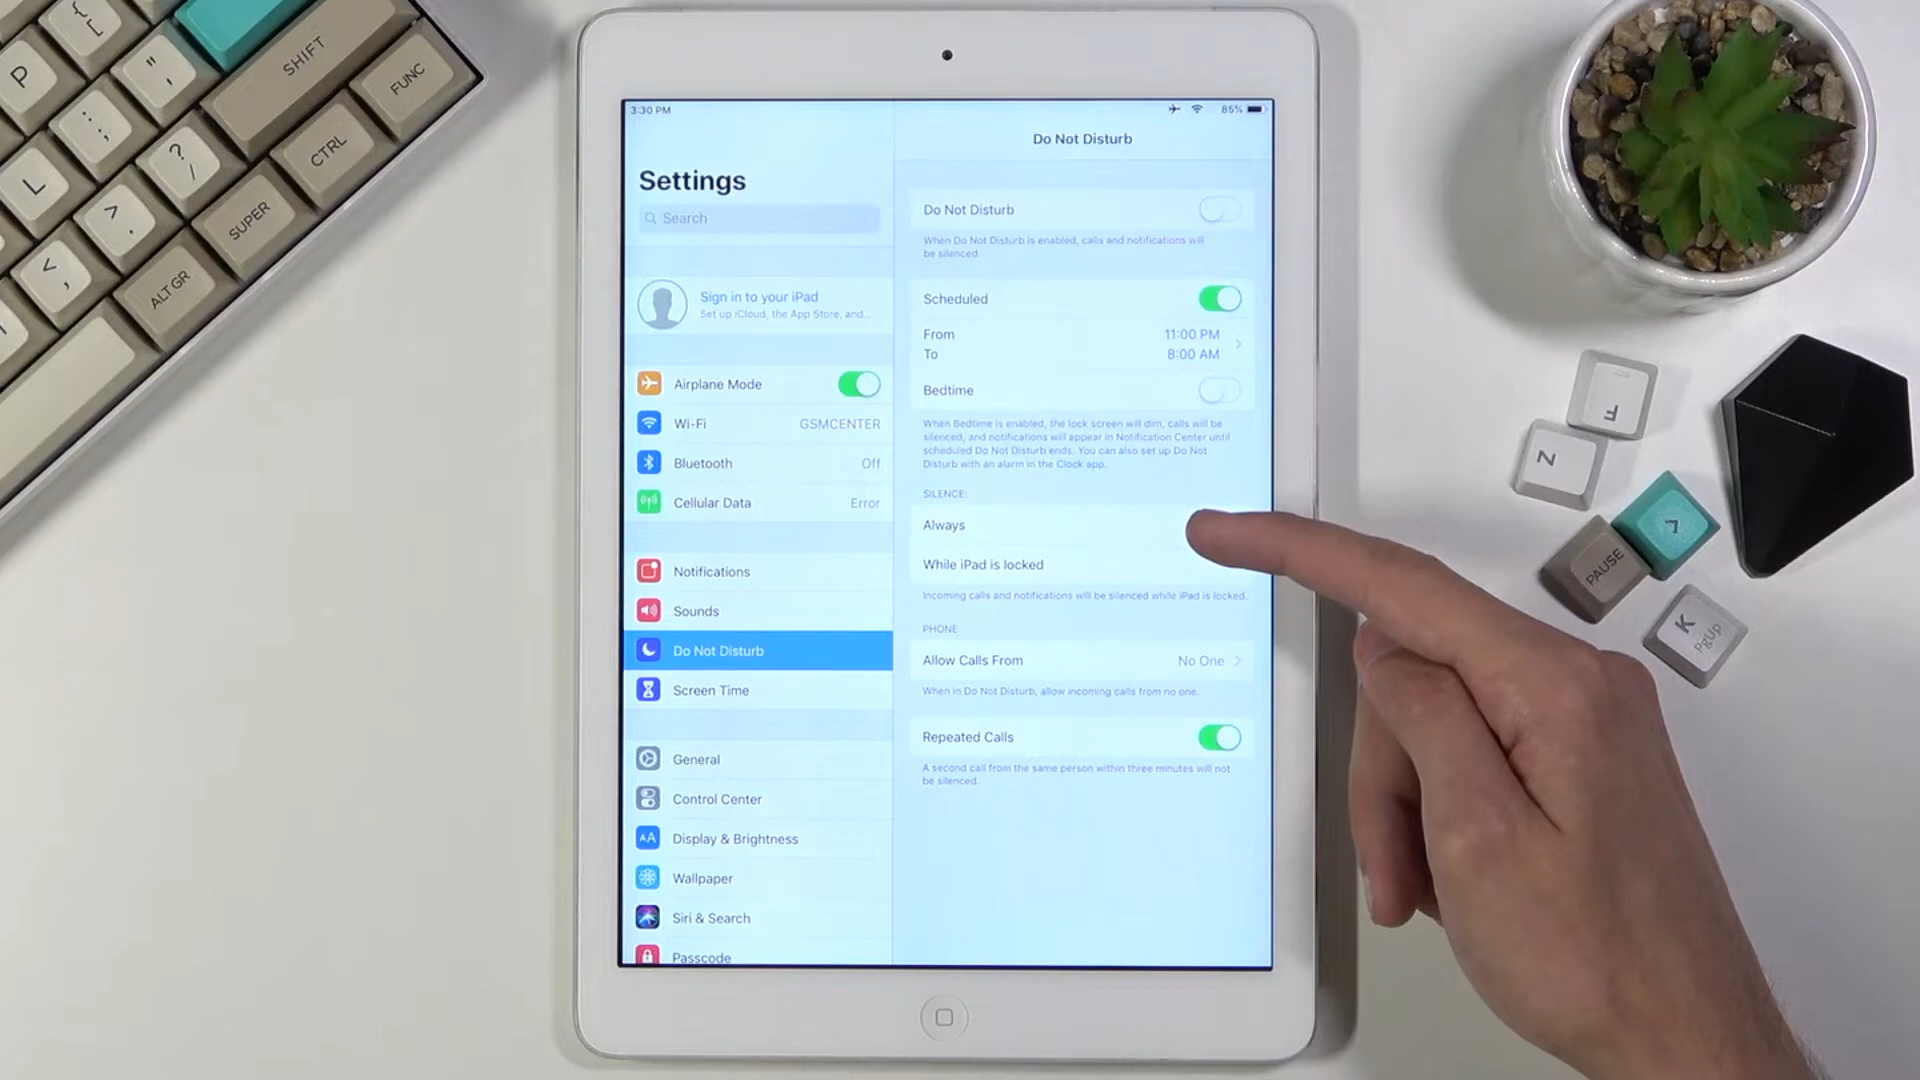 P
{
[
"
'
SHIFT
FUNC
L
:
;
?
/
CTRL
>
.
SUPER
<
,
ALT GR
3:30 PM
85%
Settings
Search
Sign in to your iPad
Set up iCloud, the App Store, and...
Airplane Mode
Wi-Fi GSMCENTER
Bluetooth Off
Cellular Data Error
Notifications
Sounds
Do Not Disturb
Screen Time
General
Control Center
AA Display & Brightness
Wallpaper
Siri & Search
Passcode
Do Not Disturb
Do Not Disturb
When Do Not Disturb is enabled, calls and notifications will
be silenced.
Scheduled
From 11:00 PM
To 8:00 AM
Bedtime
When Bedtime is enabled, the lock screen will dim, calls will be
silenced, and notifications will appear in Notification Center until
scheduled Do Not Disturb ends. You can also set up Do Not
Disturb with an alarm in the Clock app.
SILENCE:
Always
While iPad is locked
Incoming calls and notifications will be silenced while iPad is locked.
PHONE
Allow Calls From No One
When in Do Not Disturb, allow incoming calls from no one.
Repeated Calls
A second call from the same person within three minutes will not
be silenced.
F
Z
PAUSE
K
PgUp